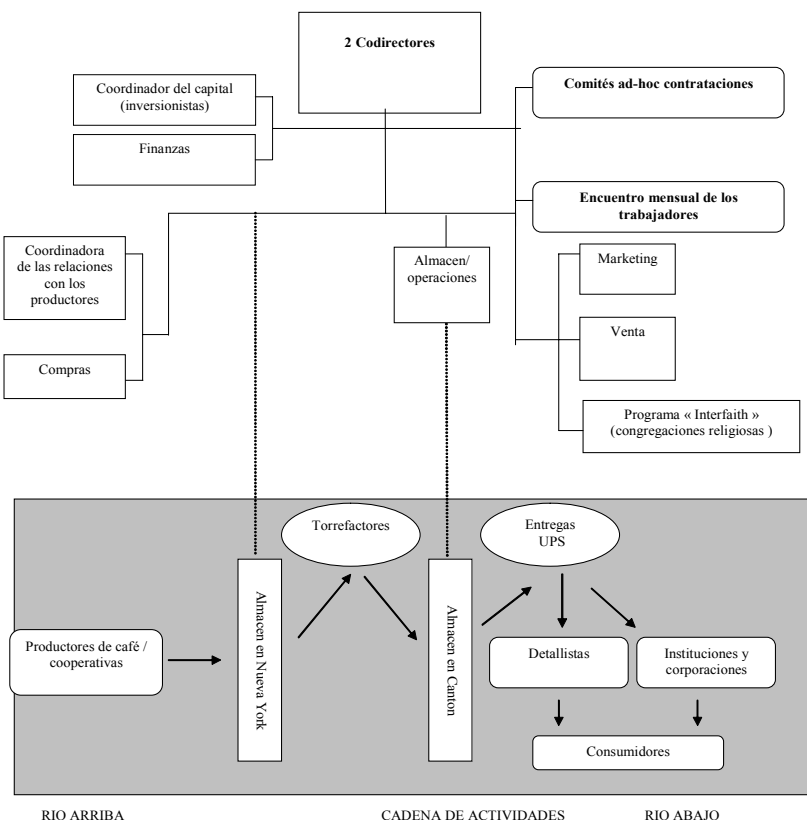 2 Codirectores
Coordinador del capital
(inversionistas)
Comités ad-hoc contrataciones
Finanzas
Encuentro mensual de los
trabajadores
Coordinadora
de las relaciones
con los
productores
Almacen/
operaciones
Marketing
Venta
Compras
Programa « Interfaith »
(congregaciones religiosas )
Torrefactores
Entregas
UPS
Productores de café /
cooperativas
Almacen en Nueva York
Almacen en Canton
Detallistas
Instituciones y
corporaciones
Consumidores
RIO ARRIBA
CADENA DE ACTIVIDADES
RIO ABAJO